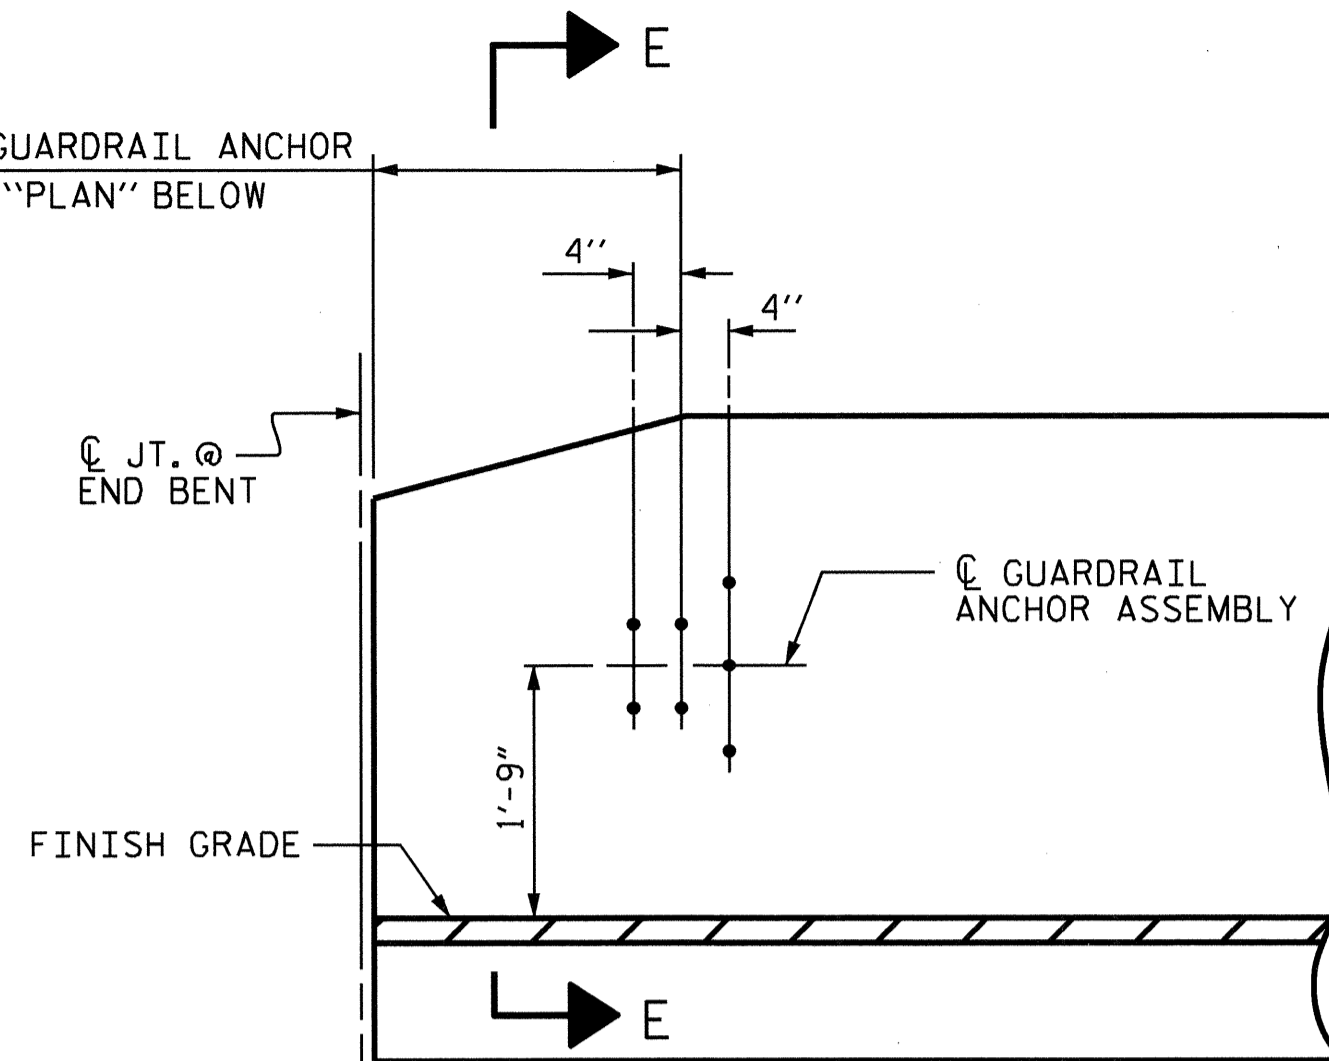 E
GUARDRAIL ANCHOR
"PLAN" BELOW
4"
4"
℄ JT. @
END BENT
℄ GUARDRAIL
ANCHOR ASSEMBLY
1'-9"
FINISH GRADE
E